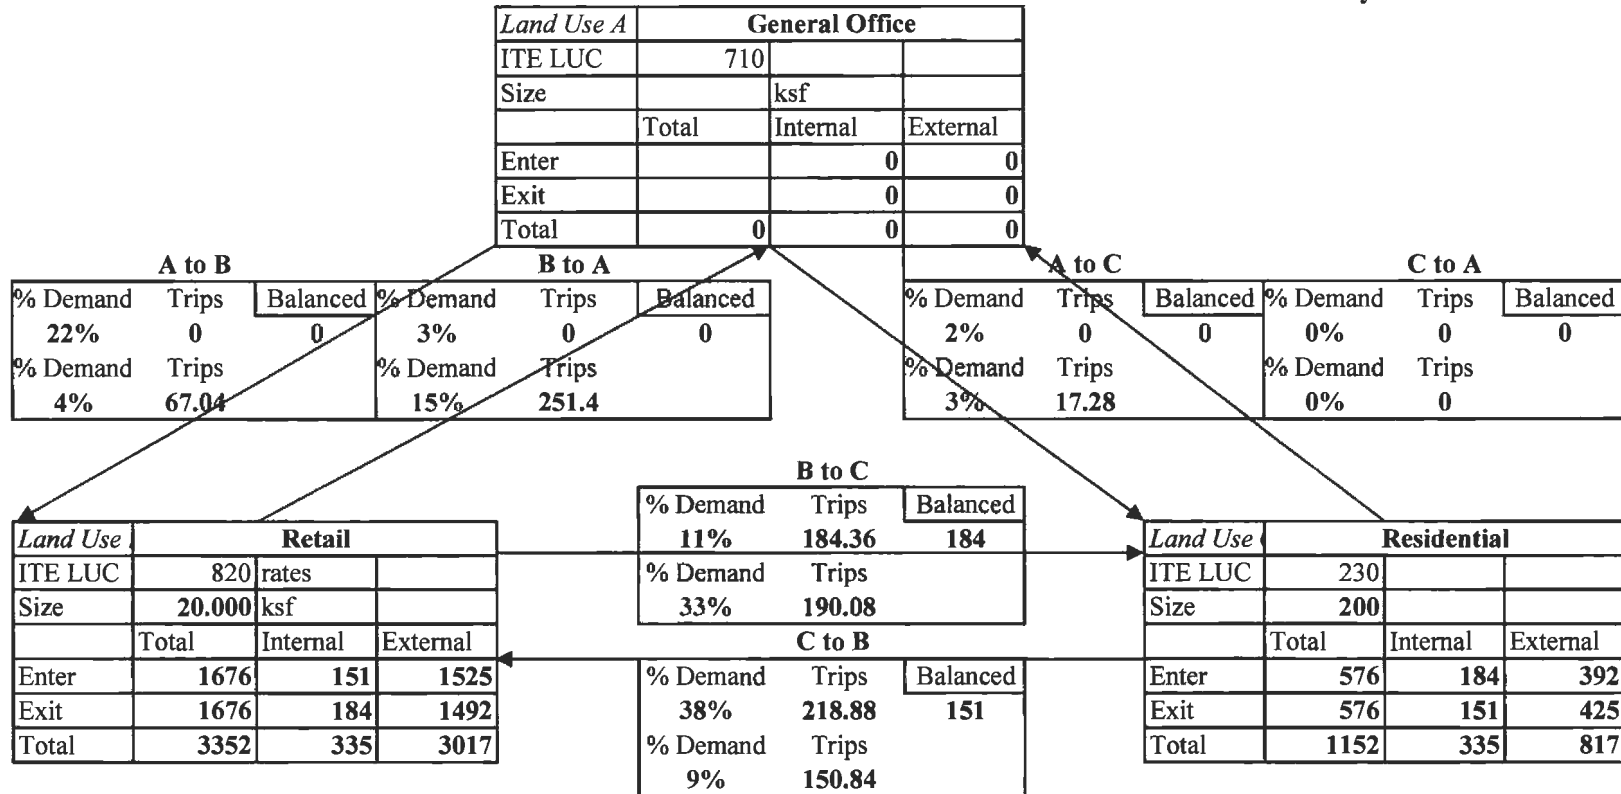 Land Use A General Office
ITE LUC 710
Size ksf
Total Internal External
Enter 0 0
Exit 0 0
Total 0 0 0
A to B B to A A to C C to A
% Demand Trips Balanced % Demand Trips Balanced % Demand Trips Balanced % Demand Trips Balanced
22% 0 0 3% 0 0 2% 0 0 0% 0 0
% Demand Trips % Demand Trips % Demand Trips % Demand Trips
4% 67.04 15% 251.4 3% 17.28 0% 0
B to C
% Demand Trips Balanced
11% 184.36 184
% Demand Trips
33% 190.08
C to B
% Demand Trips Balanced
38% 218.88 151
% Demand Trips
9% 150.84
Land Use Retail
ITE LUC 820 rates
Size 20.000 ksf
Total Internal External
Enter 1676 151 1525
Exit 1676 184 1492
Total 3352 335 3017
Land Use Residential
ITE LUC 230
Size 200
Total Internal External
Enter 576 184 392
Exit 576 151 425
Total 1152 335 817